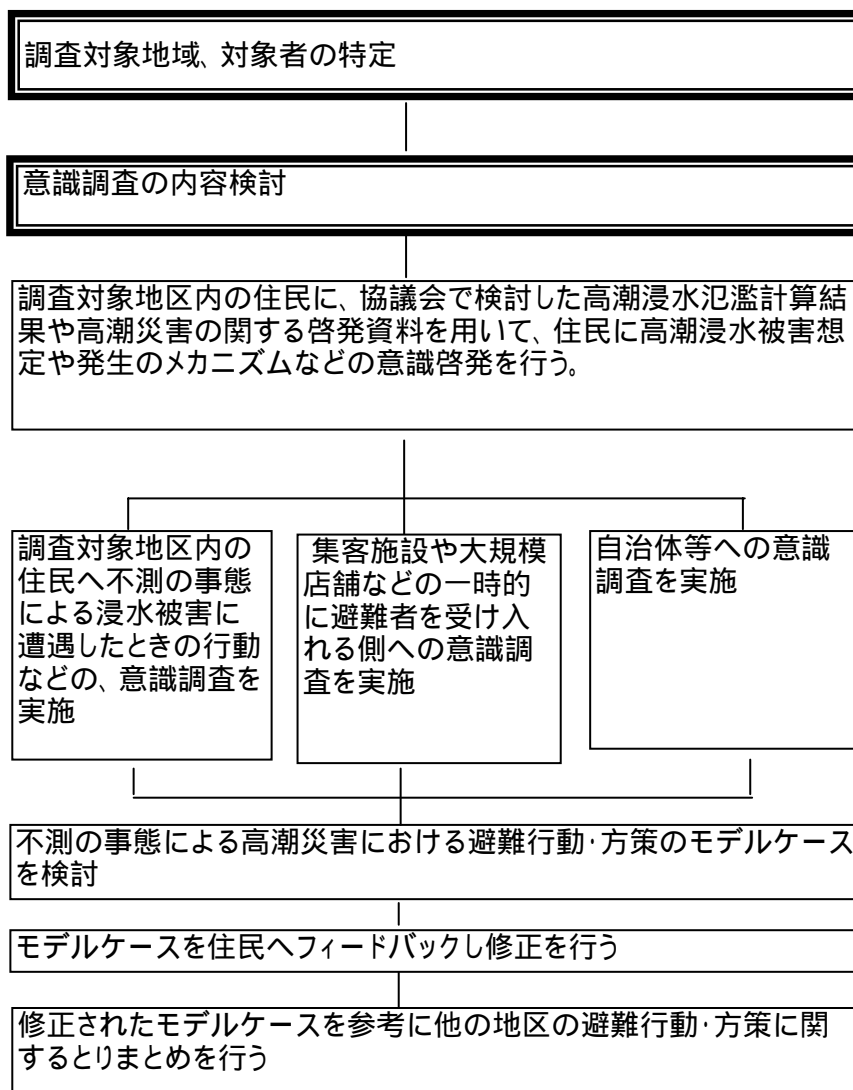 調査対象地域、対象者の特定
意識調査の内容検討
調査対象地区内の住民に、協議会で検討した高潮浸水氾濫計算結
果や高潮災害の関する啓発資料を用いて、住民に高潮浸水被害想
定や発生のメカニズムなどの意識啓発を行う。
調査対象地区内の
住民へ不測の事態
による浸水被害に
遭遇したときの行動
などの、意識調査を
実施
集客施設や大規模
店舗などの一時的
に避難者を受け入
れる側への意識調
査を実施
自治体等への意識
調査を実施
不測の事態による高潮災害における避難行動・方策のモデルケース
を検討
モデルケースを住民へフィードバックし修正を行う
修正されたモデルケースを参考に他の地区の避難行動・方策に関
するとりまとめを行う